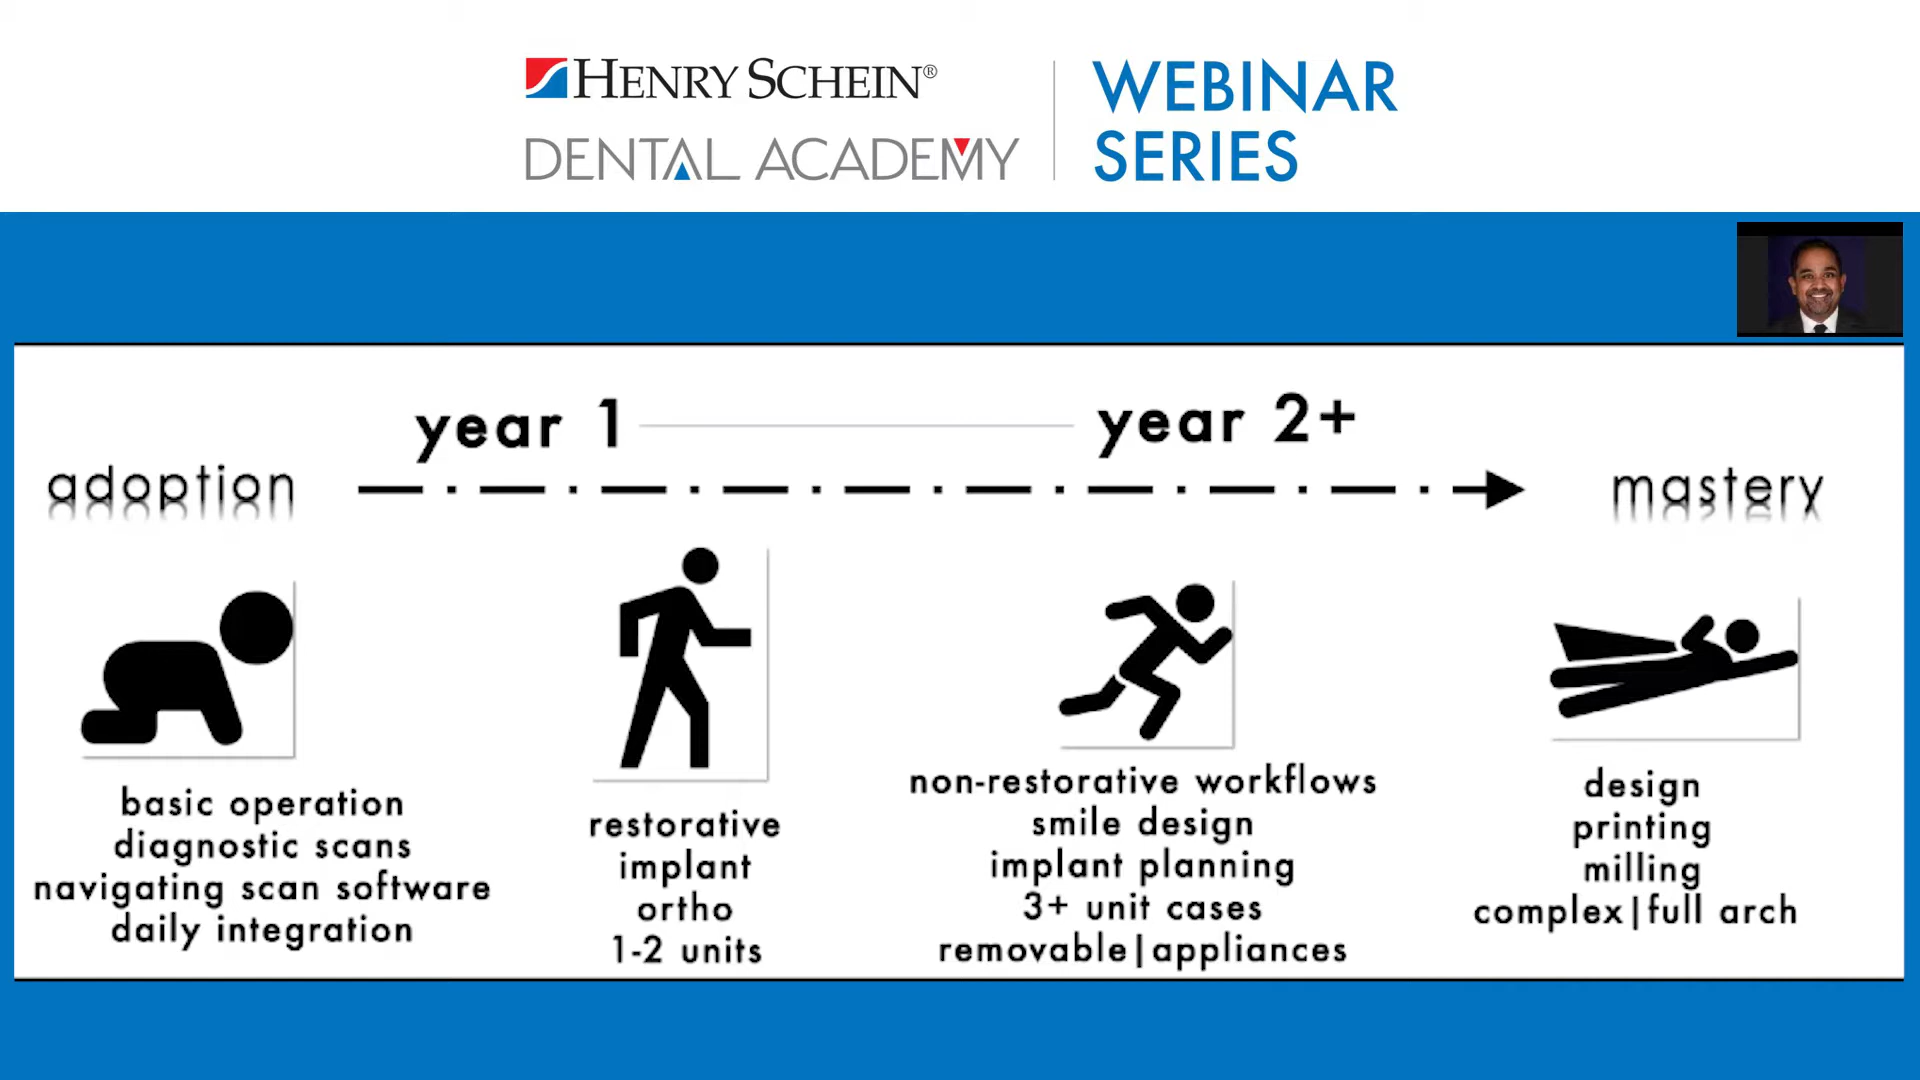 HENRY SCHEIN®
DENTAL ACADEMY
WEBINAR
SERIES
year 1
year 2+
adoption
mastery
basic operation
diagnostic scans
navigating scan software
daily integration
restorative
implant
ortho
1-2 units
non-restorative workflows
smile design
implant planning
3+ unit cases
removable|appliances
design
printing
milling
complex|full arch